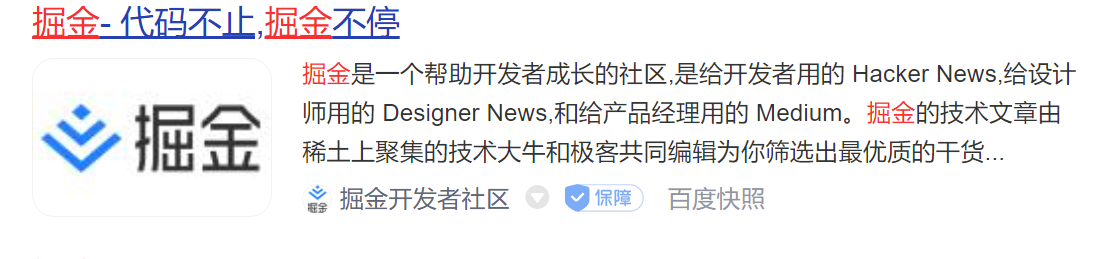 掘金- 代码不止,掘金不停
掘金
掘金是一个帮助开发者成长的社区,是给开发者用的 Hacker News,给设计
师用的 Designer News,和给产品经理用的 Medium。掘金的技术文章由
稀土上聚集的技术大牛和极客共同编辑为你筛选出最优质的干货...
掘金 掘金开发者社区 保障 百度快照